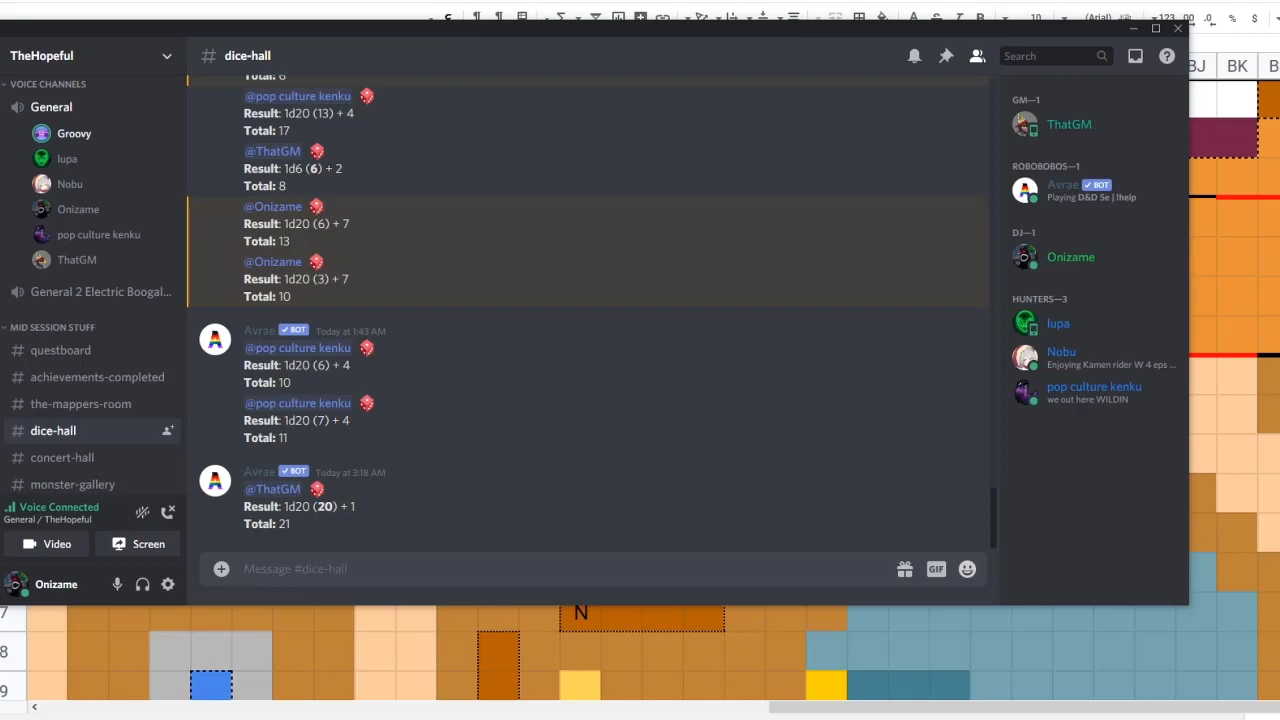 10
(Arial)
123
.00
.0
%
$
TheHopeful
# dice-hall
Search
BJ
BK
VOICE CHANNELS
General
Groovy
lupa
Nobu
Onizame
pop culture kenku
ThatGM
General 2 Electric Boogal...
MID SESSION STUFF
# questboard
# achievements-completed
# the-mappers-room
# dice-hall
# concert-hall
# monster-gallery
Voice Connected
General / TheHopeful
Video
Screen
Onizame
Total: 6
@pop culture kenku
Result: 1d20 (13) + 4
Total: 17
@ThatGM
Result: 1d6 (6) + 2
Total: 8
@Onizame
Result: 1d20 (6) + 7
Total: 13
@Onizame
Result: 1d20 (3) + 7
Total: 10
Avrae BOT Today at 1:43 AM
@pop culture kenku
Result: 1d20 (6) + 4
Total: 10
@pop culture kenku
Result: 1d20 (7) + 4
Total: 11
Avrae BOT Today at 3:18 AM
@ThatGM
Result: 1d20 (20) + 1
Total: 21
Message #dice-hall
GIF
GM—1
ThatGM
ROBOBOBOS—1
Avrae BOT
Playing D&D 5e | !help
DJ—1
Onizame
HUNTERS—3
lupa
Nobu
Enjoying Kamen rider W 4 eps ...
pop culture kenku
we out here WILDIN
7
N
8
9